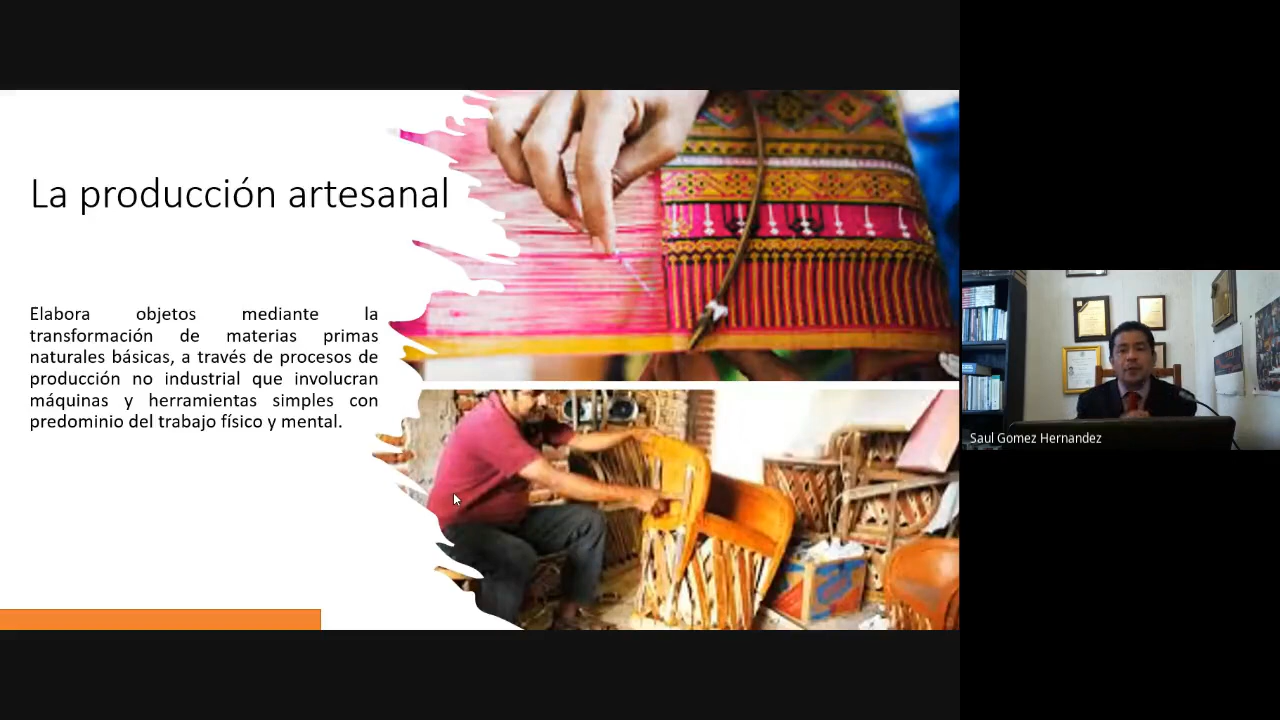 La producción artesanal
Elabora objetos mediante la
transformación de materias primas
naturales básicas, a través de procesos de
producción no industrial que involucran
máquinas y herramientas simples con
predominio del trabajo físico y mental.
Saul Gomez Hernandez